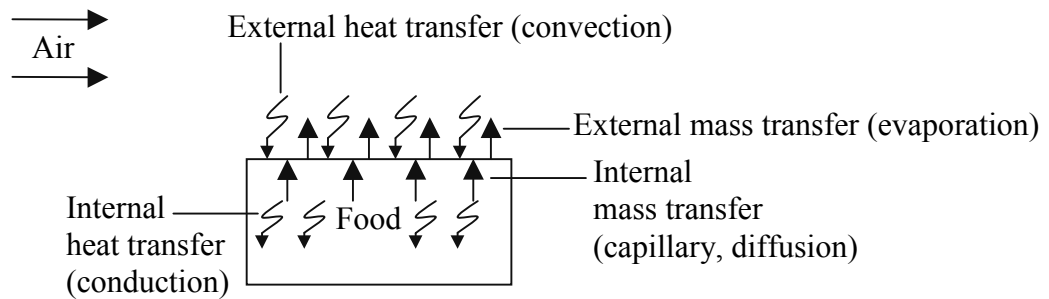 External heat transfer (convection)
Air
External mass transfer (evaporation)
Internal
mass transfer
(capillary, diffusion)
Internal
heat transfer
(conduction)
Food